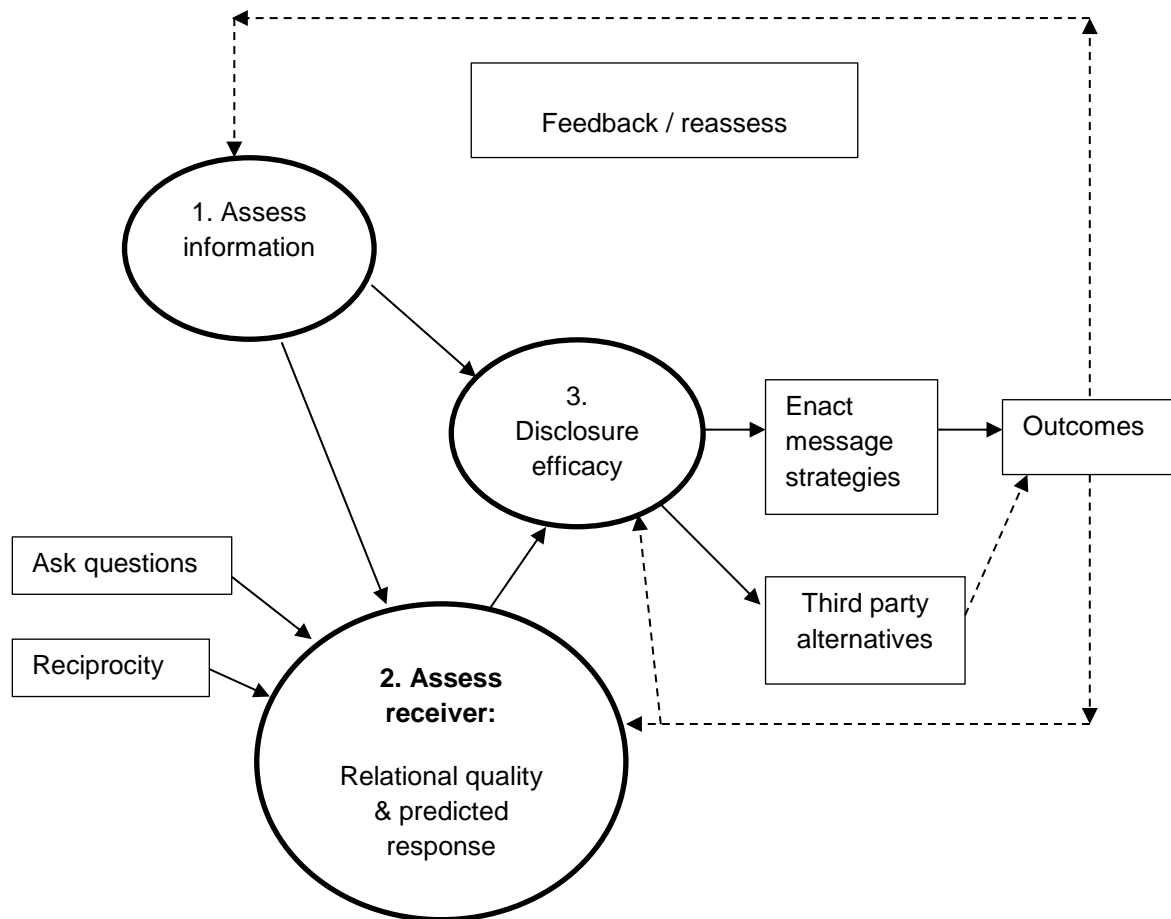 Feedback / reassess
1. Assess
information
3.
Disclosure
efficacy
Enact
message
strategies
Outcomes
Ask questions
Reciprocity
Third party
alternatives
2. Assess
receiver:
Relational quality
& predicted
response